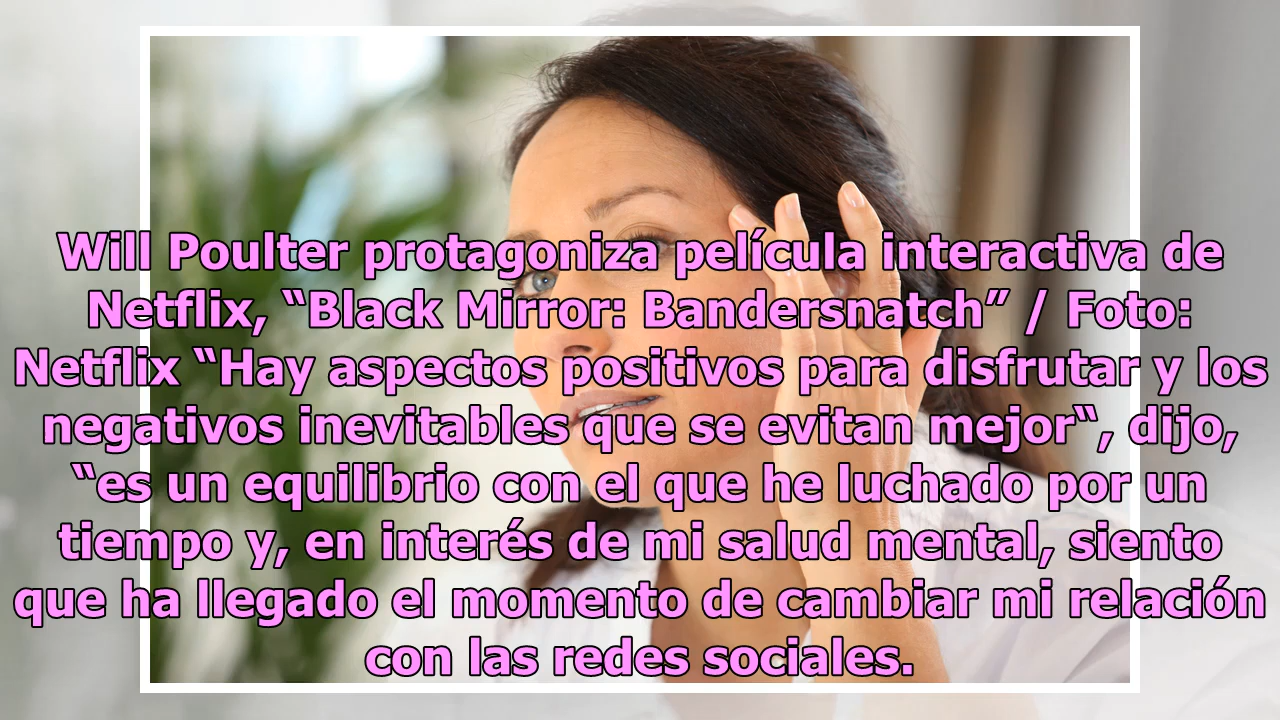 Will Poulter protagoniza película interactiva de
Netflix, “Black Mirror: Bandersnatch” / Foto:
Netflix “Hay aspectos positivos para disfrutar y los
negativos inevitables que se evitan mejor“, dijo,
“es un equilibrio con el que he luchado por un
tiempo y, en interés de mi salud mental, siento
que ha llegado el momento de cambiar mi relación
con las redes sociales.